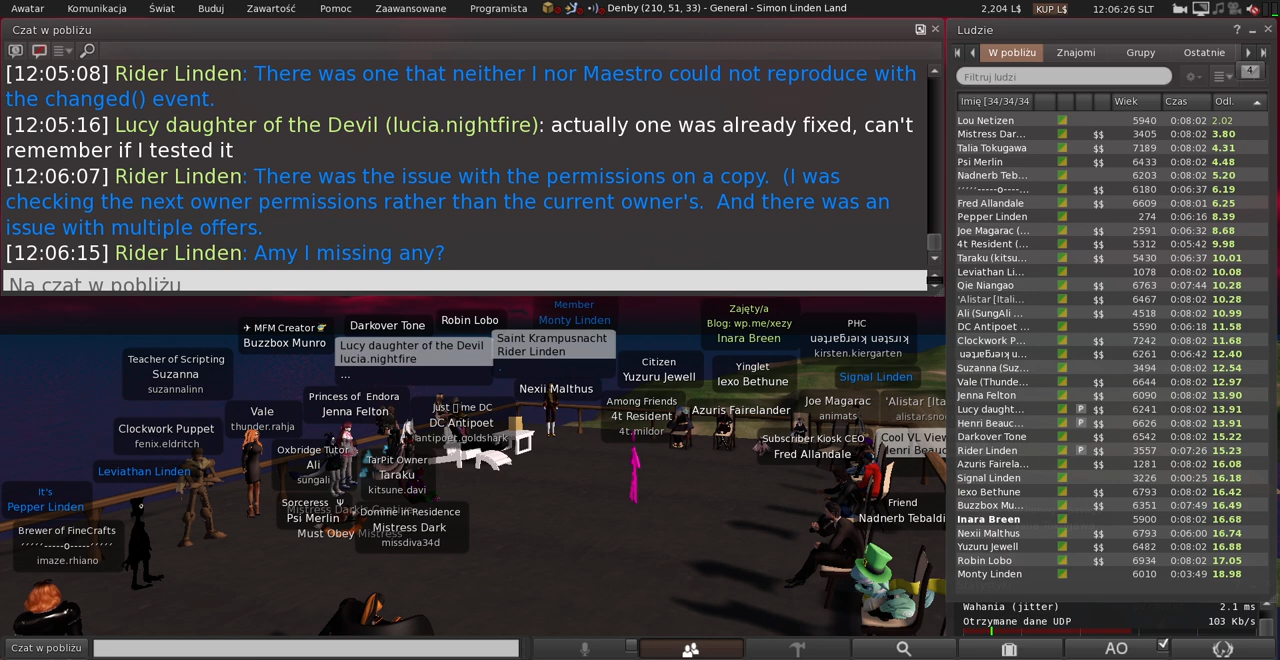 Awatar Komunikacja Świat Buduj Zawartość Pomoc Zaawansowane Programista Denby (210, 51, 33) - General - Simon Linden Land 2,204 L$ KUP L$ 12:06:26 SLT
Czat w pobliżu
[12:05:08] Rider Linden: There was one that neither I nor Maestro could not reproduce with
the changed() event.
[12:05:16] Lucy daughter of the Devil (lucia.nightfire): actually one was already fixed, can't
remember if I tested it
[12:06:07] Rider Linden: There was the issue with the permissions on a copy. (I was
checking the next owner permissions rather than the current owner's. And there was an
issue with multiple offers.
[12:06:15] Rider Linden: Amy I missing any?
Na czat w pobliżu
Member
Monty Linden
Robin Lobo
Darkover Tone
✈ MFM Creator
Buzzbox Munro
Lucy daughter of the Devil
lucia.nightfire
...
Saint Krampusnacht
Rider Linden
.
Zajęty/a
Blog: wp.me/xezy
Inara Breen
PHC
kirsten.kiergarten
Teacher of Scripting
Suzanna
suzannalinn
Citizen
Yuzuru Jewell
Yinglet
Iexo Bethune
Signal Linden
Nexii Malthus
Princess of Endora
Jenna Felton
Among Friends
4t Resident
4t.mildor
Azuris Fairelander
Joe Magarac
animats
'Alistar [Ita
alistar.sno
Vale
thunder.rahja
Just me DC
DC Antipoet
antipoet.goldshark
Clockwork Puppet
fenix.eldritch
Subscriber Kiosk CEO
Fred Allandale
Cool VL View
Henri Beauc
Oxbridge Tutor
Ali
sungali
TarPit Owner
Taraku
kitsune.davi
Leviathan Linden
It's
Pepper Linden
Sorceress Ψ
Psi Merlin
Must Obey Mistress
Domme in Residence
Mistress Dark
missdiva34d
Friend
Nadnerb Tebaldi
Brewer of FineCrafts
՛՛՛՛՛-----o-----՛՛՛՛՛
imaze.rhiano
Czat w pobliżu
Ludzie
W pobliżu Znajomi Grupy Ostatnie
Filtruj ludzi 4
Imię [34/34/34 Wiek Czas Odl.
Lou Netizen 5940 0:08:02 2.02
Mistress Dar... $$ 3405 0:08:02 3.80
Talia Tokugawa $$ 7189 0:08:02 4.31
Psi Merlin $$ 6433 0:08:02 4.48
Nadnerb Teb... 6203 0:08:02 5.20
՛՛՛՛՛-----o----... $$ 6180 0:06:37 6.19
Fred Allandale $$ 6609 0:08:01 6.25
Pepper Linden 274 0:06:16 8.39
Joe Magarac (... $$ 2591 0:06:32 8.68
4t Resident (... $$ 5312 0:05:42 9.98
Taraku (kitsu... $$ 5430 0:06:37 10.01
Leviathan Li... 1078 0:08:02 10.08
Qie Niangao $$ 6763 0:07:44 10.28
'Alistar [Itali... $$ 6467 0:08:02 10.28
Ali (SungAli ... $$ 4518 0:08:02 10.99
DC Antipoet ... 5590 0:06:18 11.58
Clockwork P... $$ 7242 0:08:02 11.68
$$ 6261 0:06:42 12.40
Suzanna (Suz... 3494 0:08:02 12.54
Vale (Thunde... $$ 6644 0:08:02 12.97
Jenna Felton $$ 6090 0:08:02 13.90
Lucy daught... P $$ 6241 0:08:02 13.91
Henri Beauc... P $$ 6626 0:08:02 13.91
Darkover Tone $$ 6542 0:08:02 15.22
Rider Linden P $$ 3557 0:07:26 15.23
Azuris Fairela... $$ 1281 0:08:02 16.08
Signal Linden 3226 0:00:25 16.18
Iexo Bethune $$ 6793 0:08:02 16.42
Buzzbox Mu... $$ 6351 0:07:49 16.49
Inara Breen 5900 0:08:02 16.68
Nexii Malthus $$ 6793 0:06:00 16.74
Yuzuru Jewell $$ 6482 0:08:02 16.88
Robin Lobo $$ 6934 0:08:02 17.05
Monty Linden 6010 0:03:49 18.98
Wahania (jitter) 2.1 ms
Otrzymane dane UDP 103 Kb/s
AO